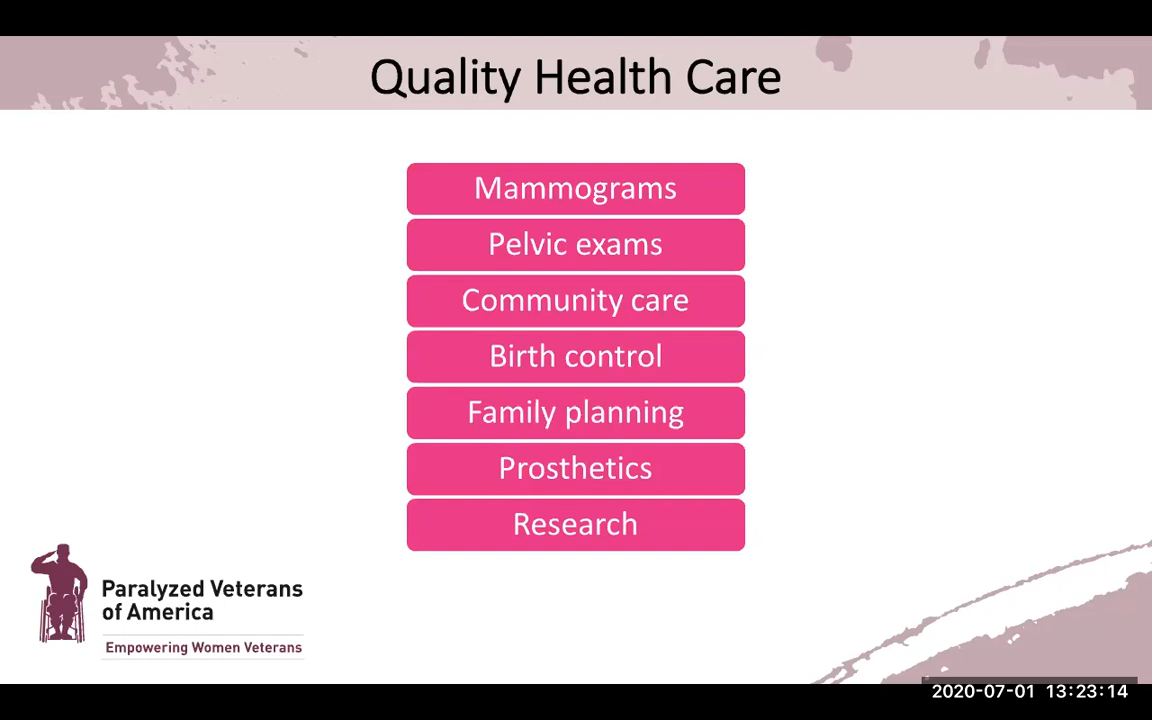 Quality Health Care
Mammograms
Pelvic exams
Community care
Birth control
Family planning
Prosthetics
Research
Paralyzed Veterans
of America
Empowering Women Veterans
2020-07-01 13:23:14